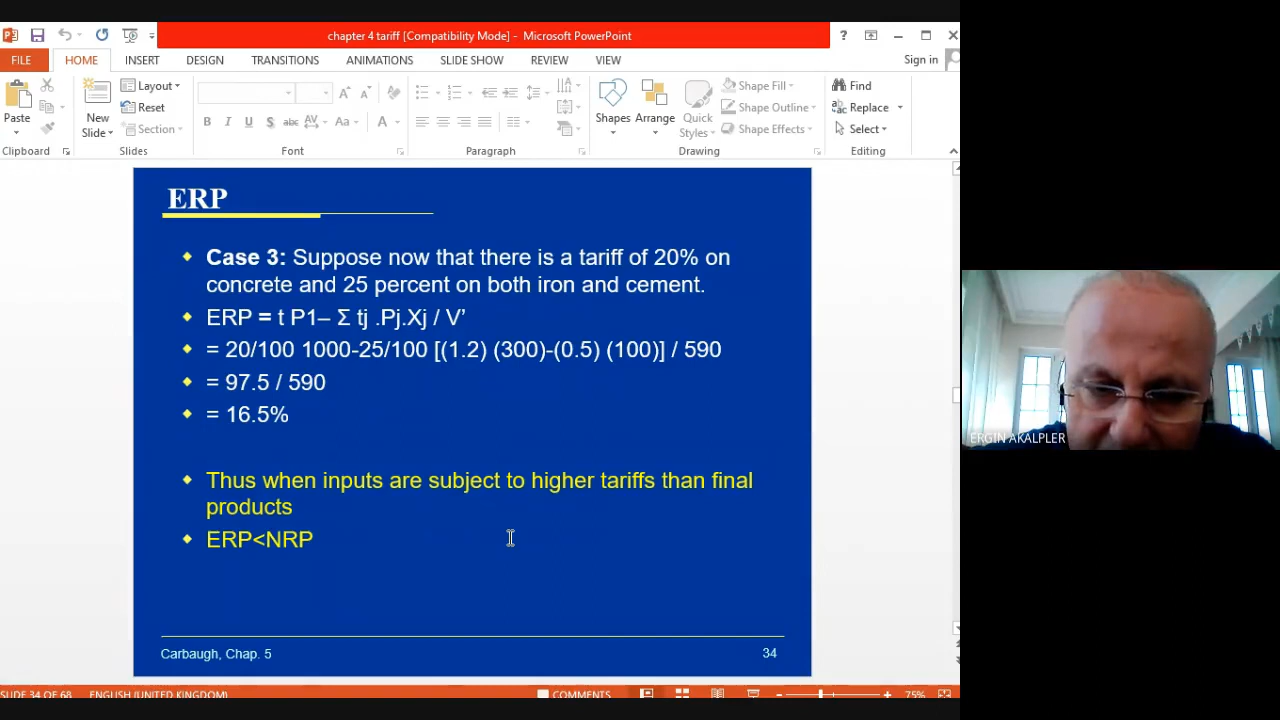 chapter 4 tariff [Compatibility Mode] - Microsoft PowerPoint
FILE HOME INSERT DESIGN TRANSITIONS ANIMATIONS SLIDE SHOW REVIEW VIEW Sign in
Paste
Clipboard
New
Slide
Layout
Reset
Section
Slides
B I U S abc AV Aa A
Font
Paragraph
Shapes
Arrange
Quick
Styles
Shape Fill
Shape Outline
Shape Effects
Drawing
Find
Replace
Select
Editing
ERP
Case 3: Suppose now that there is a tariff of 20% on
concrete and 25 percent on both iron and cement.
ERP = t P1– Σ tj .Pj.Xj / V’
= 20/100 1000-25/100 [(1.2) (300)-(0.5) (100)] / 590
= 97.5 / 590
= 16.5%
Thus when inputs are subject to higher tariffs than final
products
ERP<NRP
Carbaugh, Chap. 5
34
ERGIN AKALPLER
SLIDE 34 OF 68 ENGLISH (UNITED KINGDOM) COMMENTS 75%